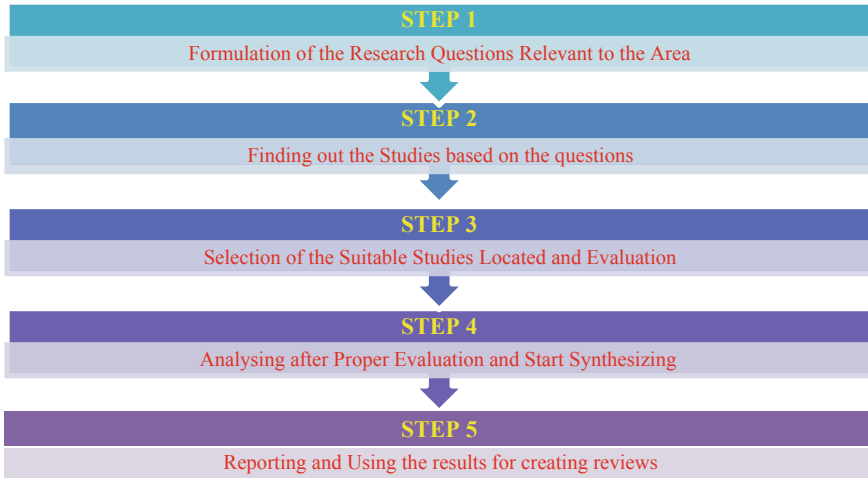 STEP 1
Formulation of the Research Questions Relevant to the Area
STEP 2
Finding out the Studies based on the questions
STEP 3
Selection of the Suitable Studies Located and Evaluation
STEP 4
Analysing after Proper Evaluation and Start Synthesizing
STEP 5
Reporting and Using the results for creating reviews